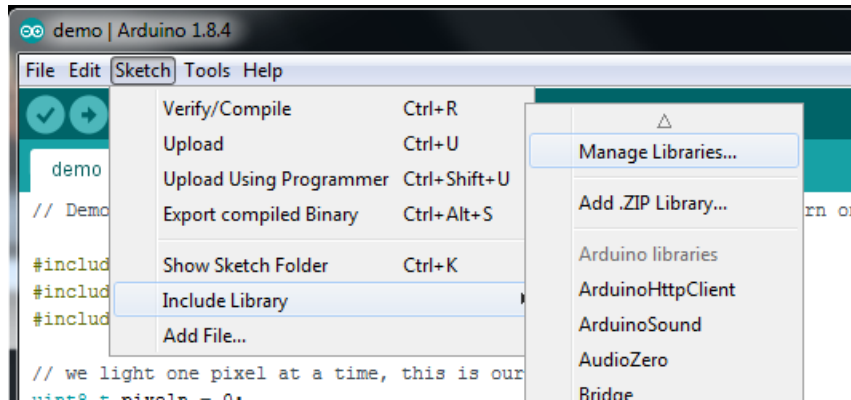 demo | Arduino 1.8.4
File Edit Sketch Tools Help
Verify/Compile Ctrl+R
Upload Ctrl+U
Upload Using Programmer Ctrl+Shift+U
Export compiled Binary Ctrl+Alt+S
Show Sketch Folder Ctrl+K
Include Library
Add File...
Manage Libraries...
Add .ZIP Library...
Arduino libraries
ArduinoHttpClient
ArduinoSound
AudioZero
Bridge
demo
// Demo
#includ
#includ
#includ
// we light one pixel at a time, this is our